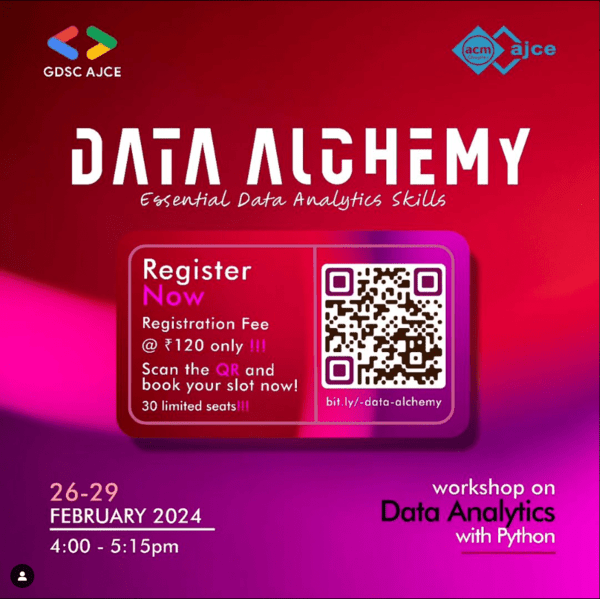 GDSC AJCE
acm
ajce
DATA ALCHEMY
Essential Data Analytics Skills
Register
Now
Registration Fee
@ ₹120 only !!!
Scan the QR and
book your slot now!
30 limited seats!!!
bit.ly/-data-alchemy
26-29
FEBRUARY 2024
4:00 - 5:15pm
workshop on
Data Analytics
with Python